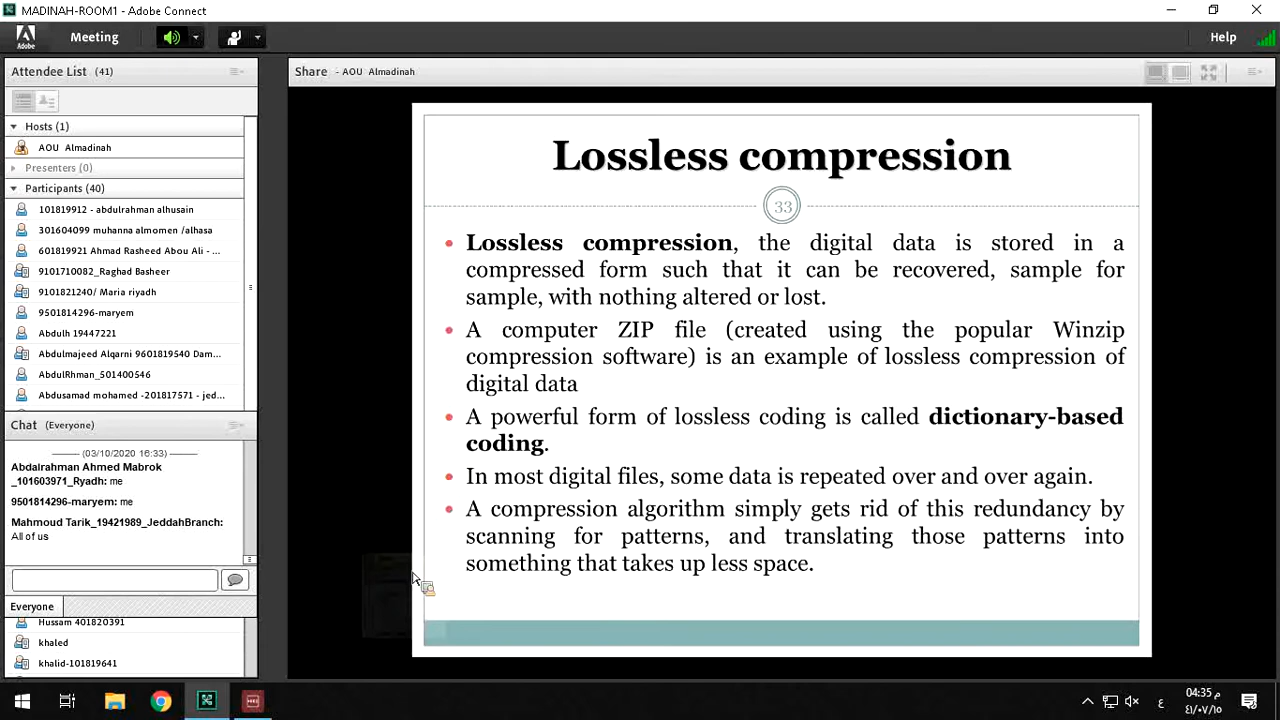 MADINAH-ROOM1 - Adobe Connect
Adobe
Meeting
Help
Attendee List (41)
Hosts (1)
AOU Almadinah
Presenters (0)
Participants (40)
101819912 - abdulrahman alhusain
301604099 muhanna almomen /alhasa
601819921 Ahmad Rasheed Abou Ali - ...
9101710082_Raghad Basheer
9101821240/ Maria riyadh
9501814296-maryem
Abdulh 19447221
Abdulmajeed Alqarni 9601819540 Dam...
AbdulRhman_501400546
Abdusamad mohamed -201817571 - jed...
Chat (Everyone)
(03/10/2020 16:33)
Abdalrahman Ahmed Mabrok
_101603971_Ryadh: me
9501814296-maryem: me
Mahmoud Tarik_19421989_JeddahBranch:
All of us
Everyone
Hussam 401820391
khaled
khalid-101819641
Share - AOU Almadinah
Lossless compression
33
• Lossless compression, the digital data is stored in a
compressed form such that it can be recovered, sample for
sample, with nothing altered or lost.
• A computer ZIP file (created using the popular Winzip
compression software) is an example of lossless compression of
digital data
• A powerful form of lossless coding is called dictionary-based
coding.
• In most digital files, some data is repeated over and over again.
• A compression algorithm simply gets rid of this redundancy by
scanning for patterns, and translating those patterns into
something that takes up less space.
ع
04:35 م